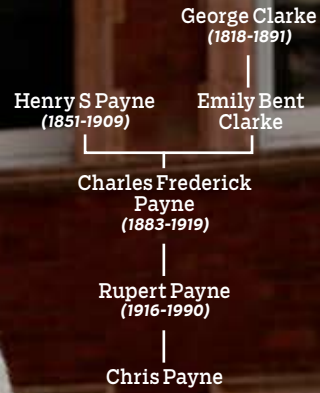 George Clarke
(1818-1891)
Henry S Payne
(1851-1909)
Emily Bent
Clarke
Charles Frederick
Payne
(1883-1919)
Rupert Payne
(1916-1990)
Chris Payne